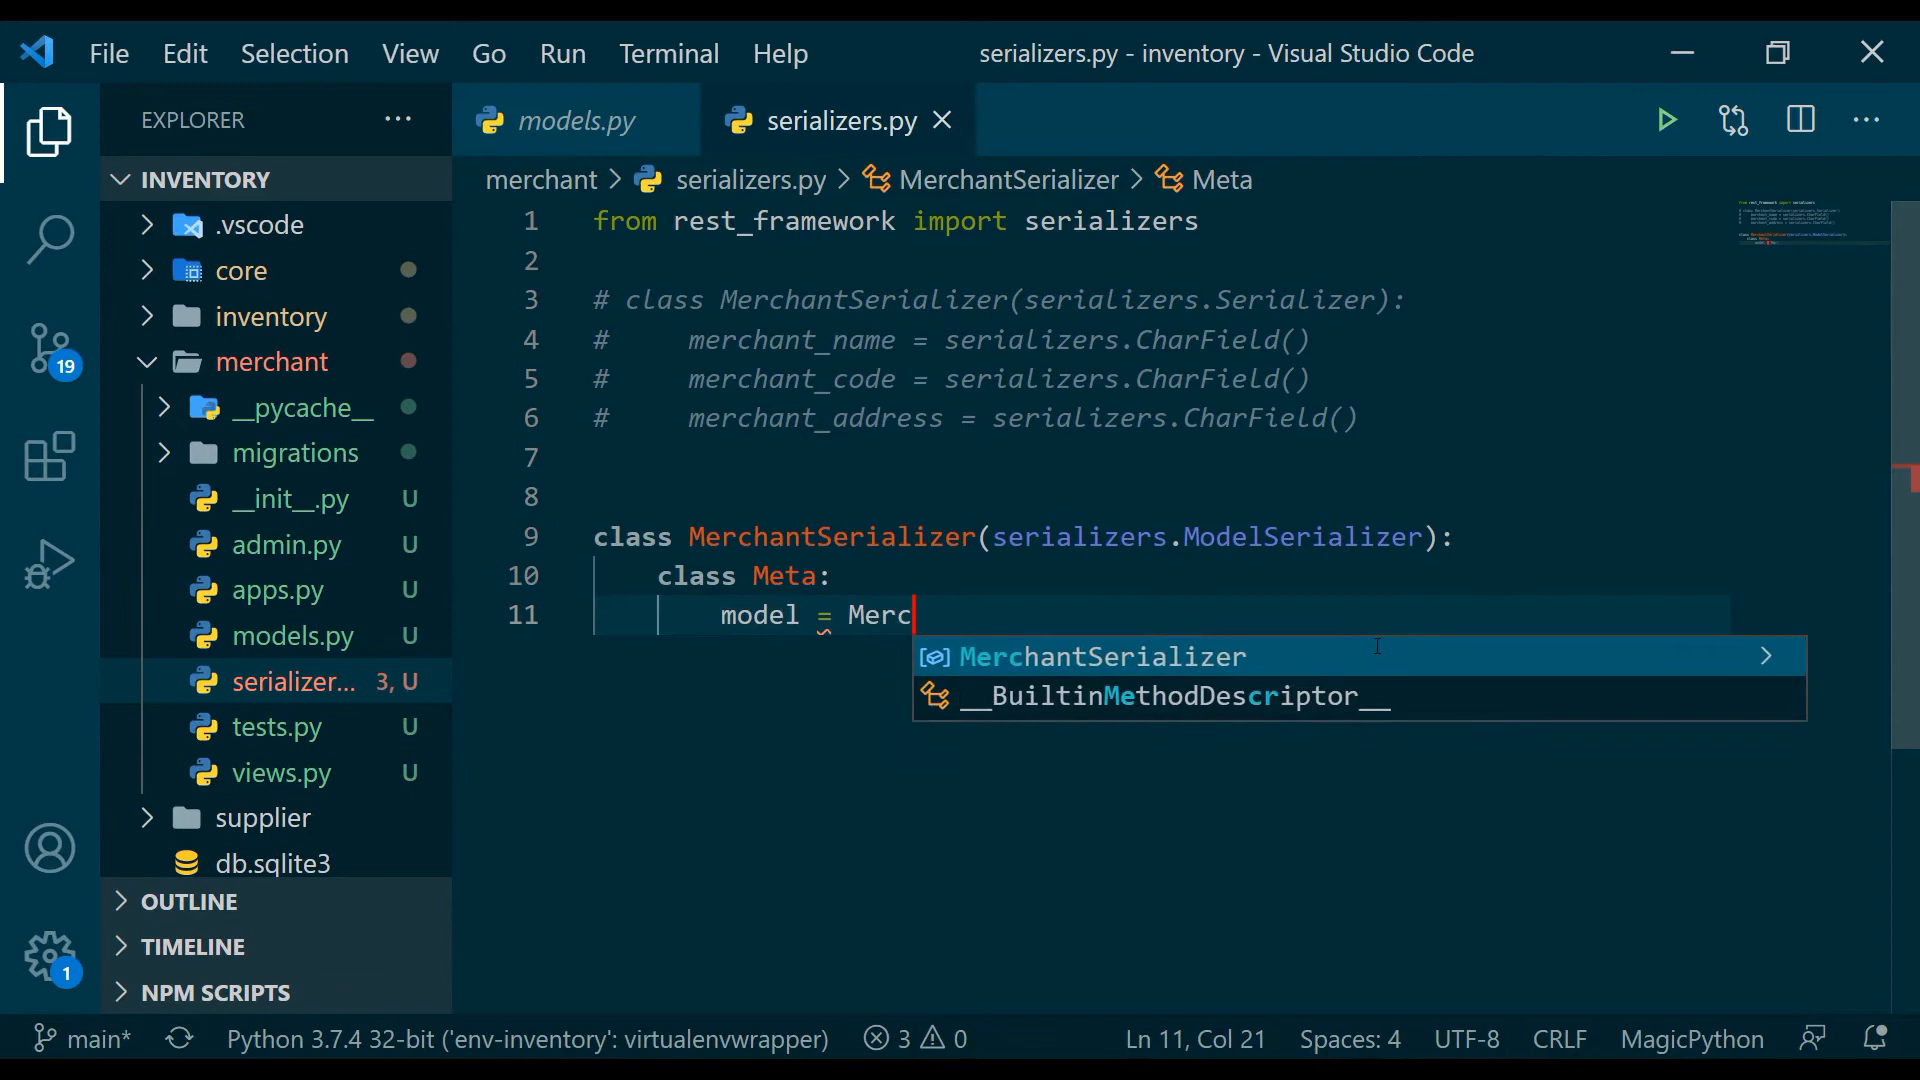 File Edit Selection View Go Run Terminal Help serializers.py - inventory - Visual Studio Code
EXPLORER ...
models.py serializers.py
INVENTORY
merchant > serializers.py > MerchantSerializer > Meta
.vscode
core
inventory
merchant
__pycache__
migrations
__init__.py U
admin.py U
apps.py U
models.py U
serializer... 3, U
tests.py U
views.py U
supplier
db.sqlite3
OUTLINE
TIMELINE
NPM SCRIPTS
19
1
1 from rest_framework import serializers
2
3 # class MerchantSerializer(serializers.Serializer):
4 #     merchant_name = serializers.CharField()
5 #     merchant_code = serializers.CharField()
6 #     merchant_address = serializers.CharField()
7
8
9 class MerchantSerializer(serializers.ModelSerializer):
10     class Meta:
11         model = Merc
MerchantSerializer
__BuiltinMethodDescriptor__
main* Python 3.7.4 32-bit ('env-inventory': virtualenvwrapper) 3 0 Ln 11, Col 21 Spaces: 4 UTF-8 CRLF MagicPython